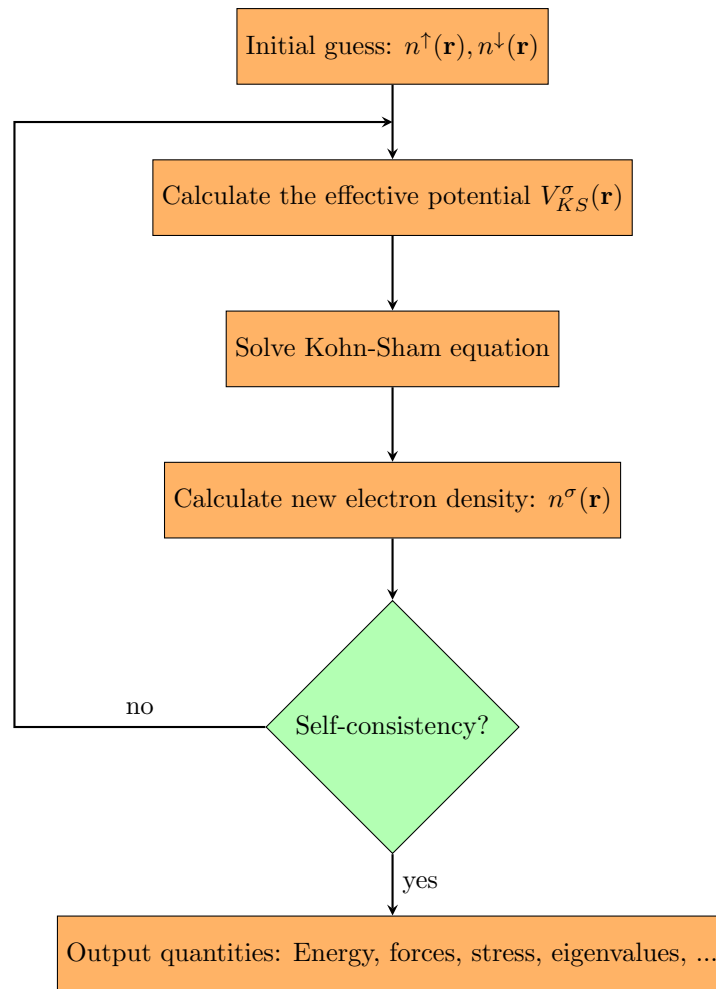 Initial guess: n↑(r), n↓(r)
Calculate the effective potential V^σ_KS(r)
Solve Kohn-Sham equation
Calculate new electron density: n^σ(r)
no
Self-consistency?
yes
Output quantities: Energy, forces, stress, eigenvalues, ...